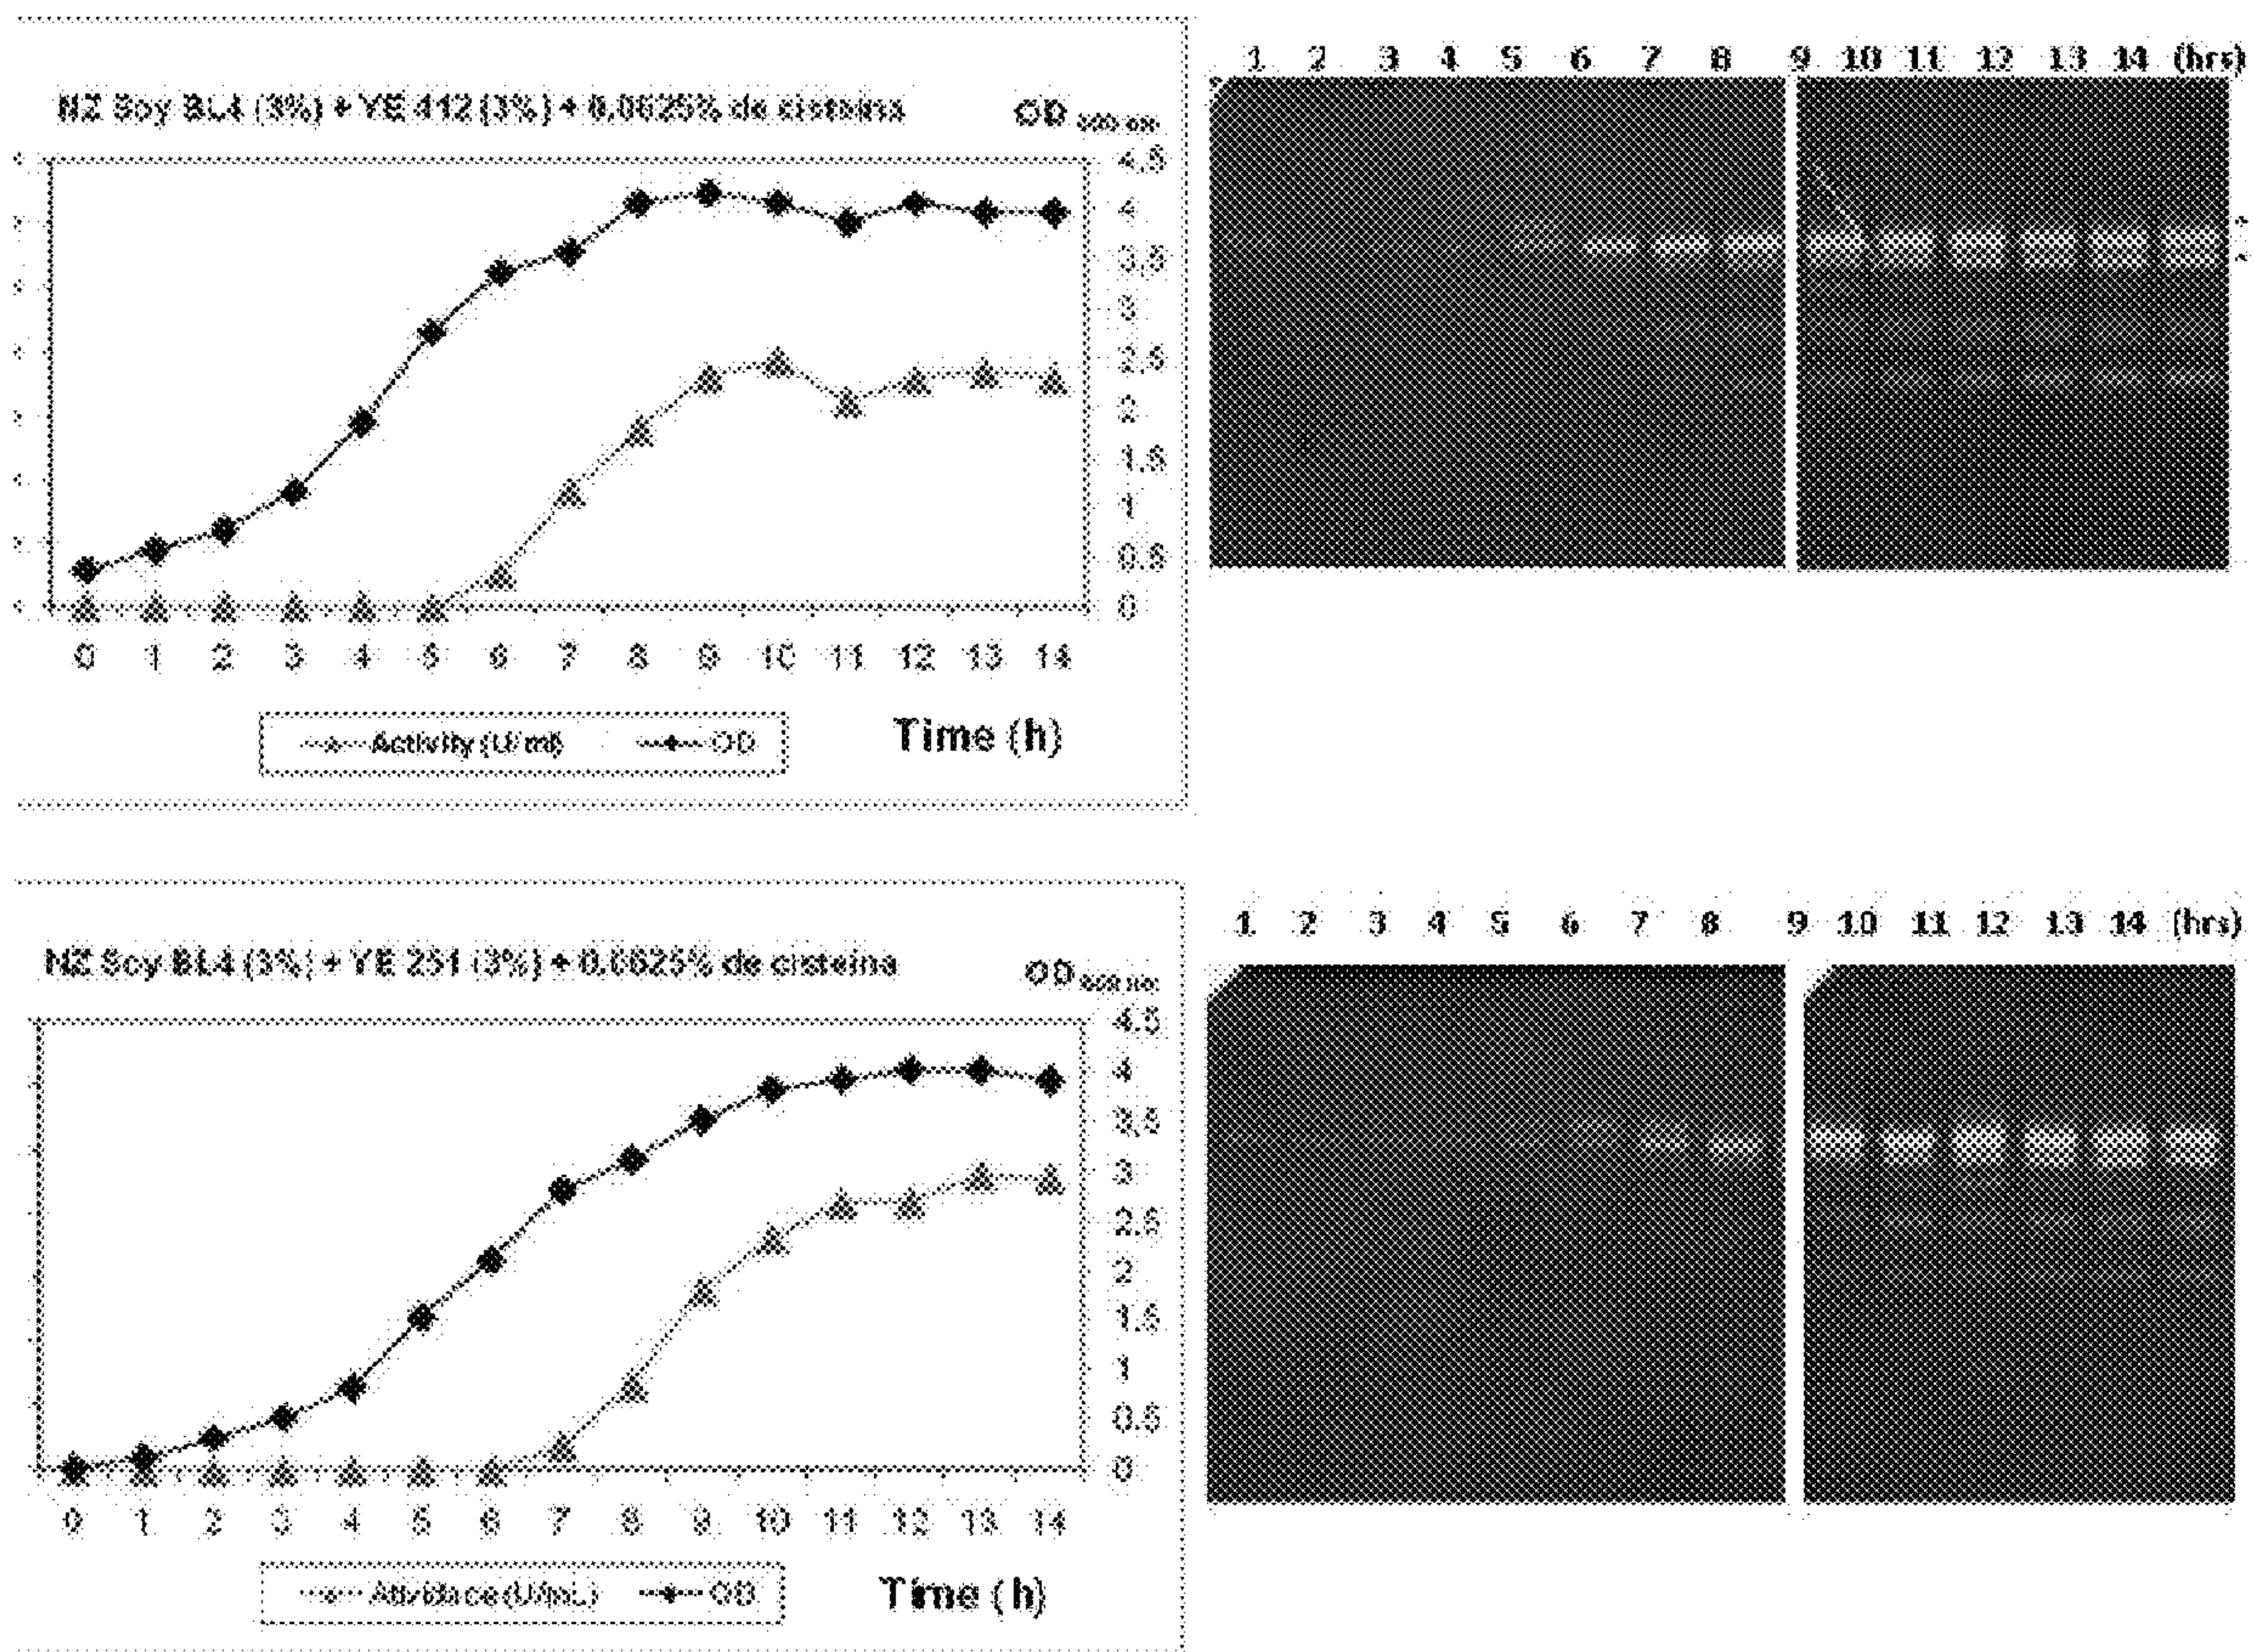 1 2 3 4 5 6 7 8 9 10 11 12 13 14 (hrs)
NZ Soy BL4 (3%) + YE 412 (3%) + 0.0625% de cisteina OD 600 nm
4.5
4
3.5
3
2.5
2
1.5
1
0.5
0
0 1 2 3 4 5 6 7 8 9 10 11 12 13 14
Activity (U/ml) OD
Time (h)
1 2 3 4 5 6 7 8 9 10 11 12 13 14 (hrs)
NZ Soy BL4 (3%) + YE 251 (3%) + 0.0625% de cisteina OD 600 nm
4.5
4
3.5
3
2.5
2
1.5
1
0.5
0
0 1 2 3 4 5 6 7 8 9 10 11 12 13 14
(U/mL) OD
Time (h)